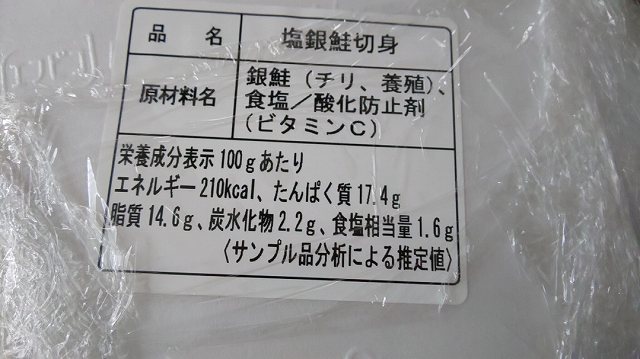 品名 塩銀鮭切身
原材料名 銀鮭（チリ、養殖）、
食塩／酸化防止剤
（ビタミンC）
栄養成分表示100gあたり
エネルギー210kcal、たんぱく質17.4g
脂質14.6g、炭水化物2.2g、食塩相当量1.6g
〈サンプル品分析による推定値〉